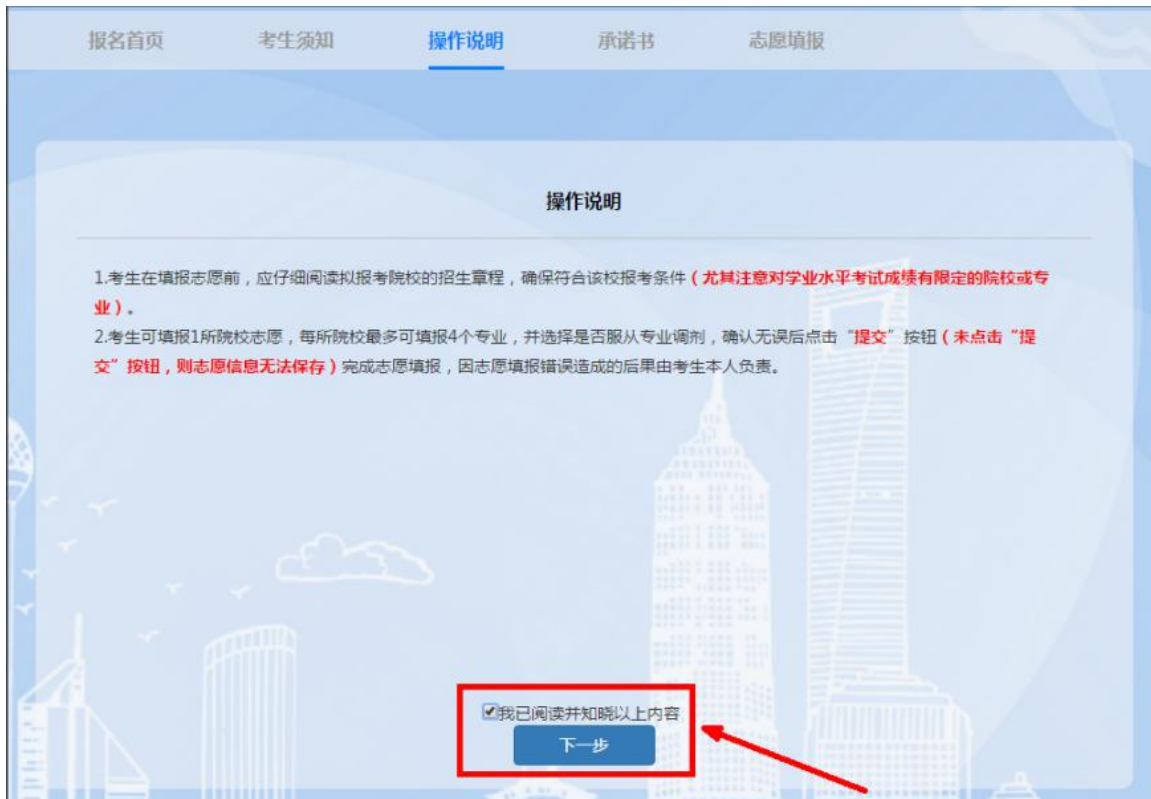 报名首页 考生须知 操作说明 承诺书 志愿填报
操作说明
1.考生在填报志愿前，应仔细阅读拟报考院校的招生章程，确保符合该校报考条件（尤其注意对学业水平考试成绩有限定的院校或专
业）。
2.考生可填报1所院校志愿，每所院校最多可填报4个专业，并选择是否服从专业调剂，确认无误后点击“提交”按钮（未点击“提
交”按钮，则志愿信息无法保存）完成志愿填报，因志愿填报错误造成的后果由考生本人负责。
我已阅读并知晓以上内容
下一步